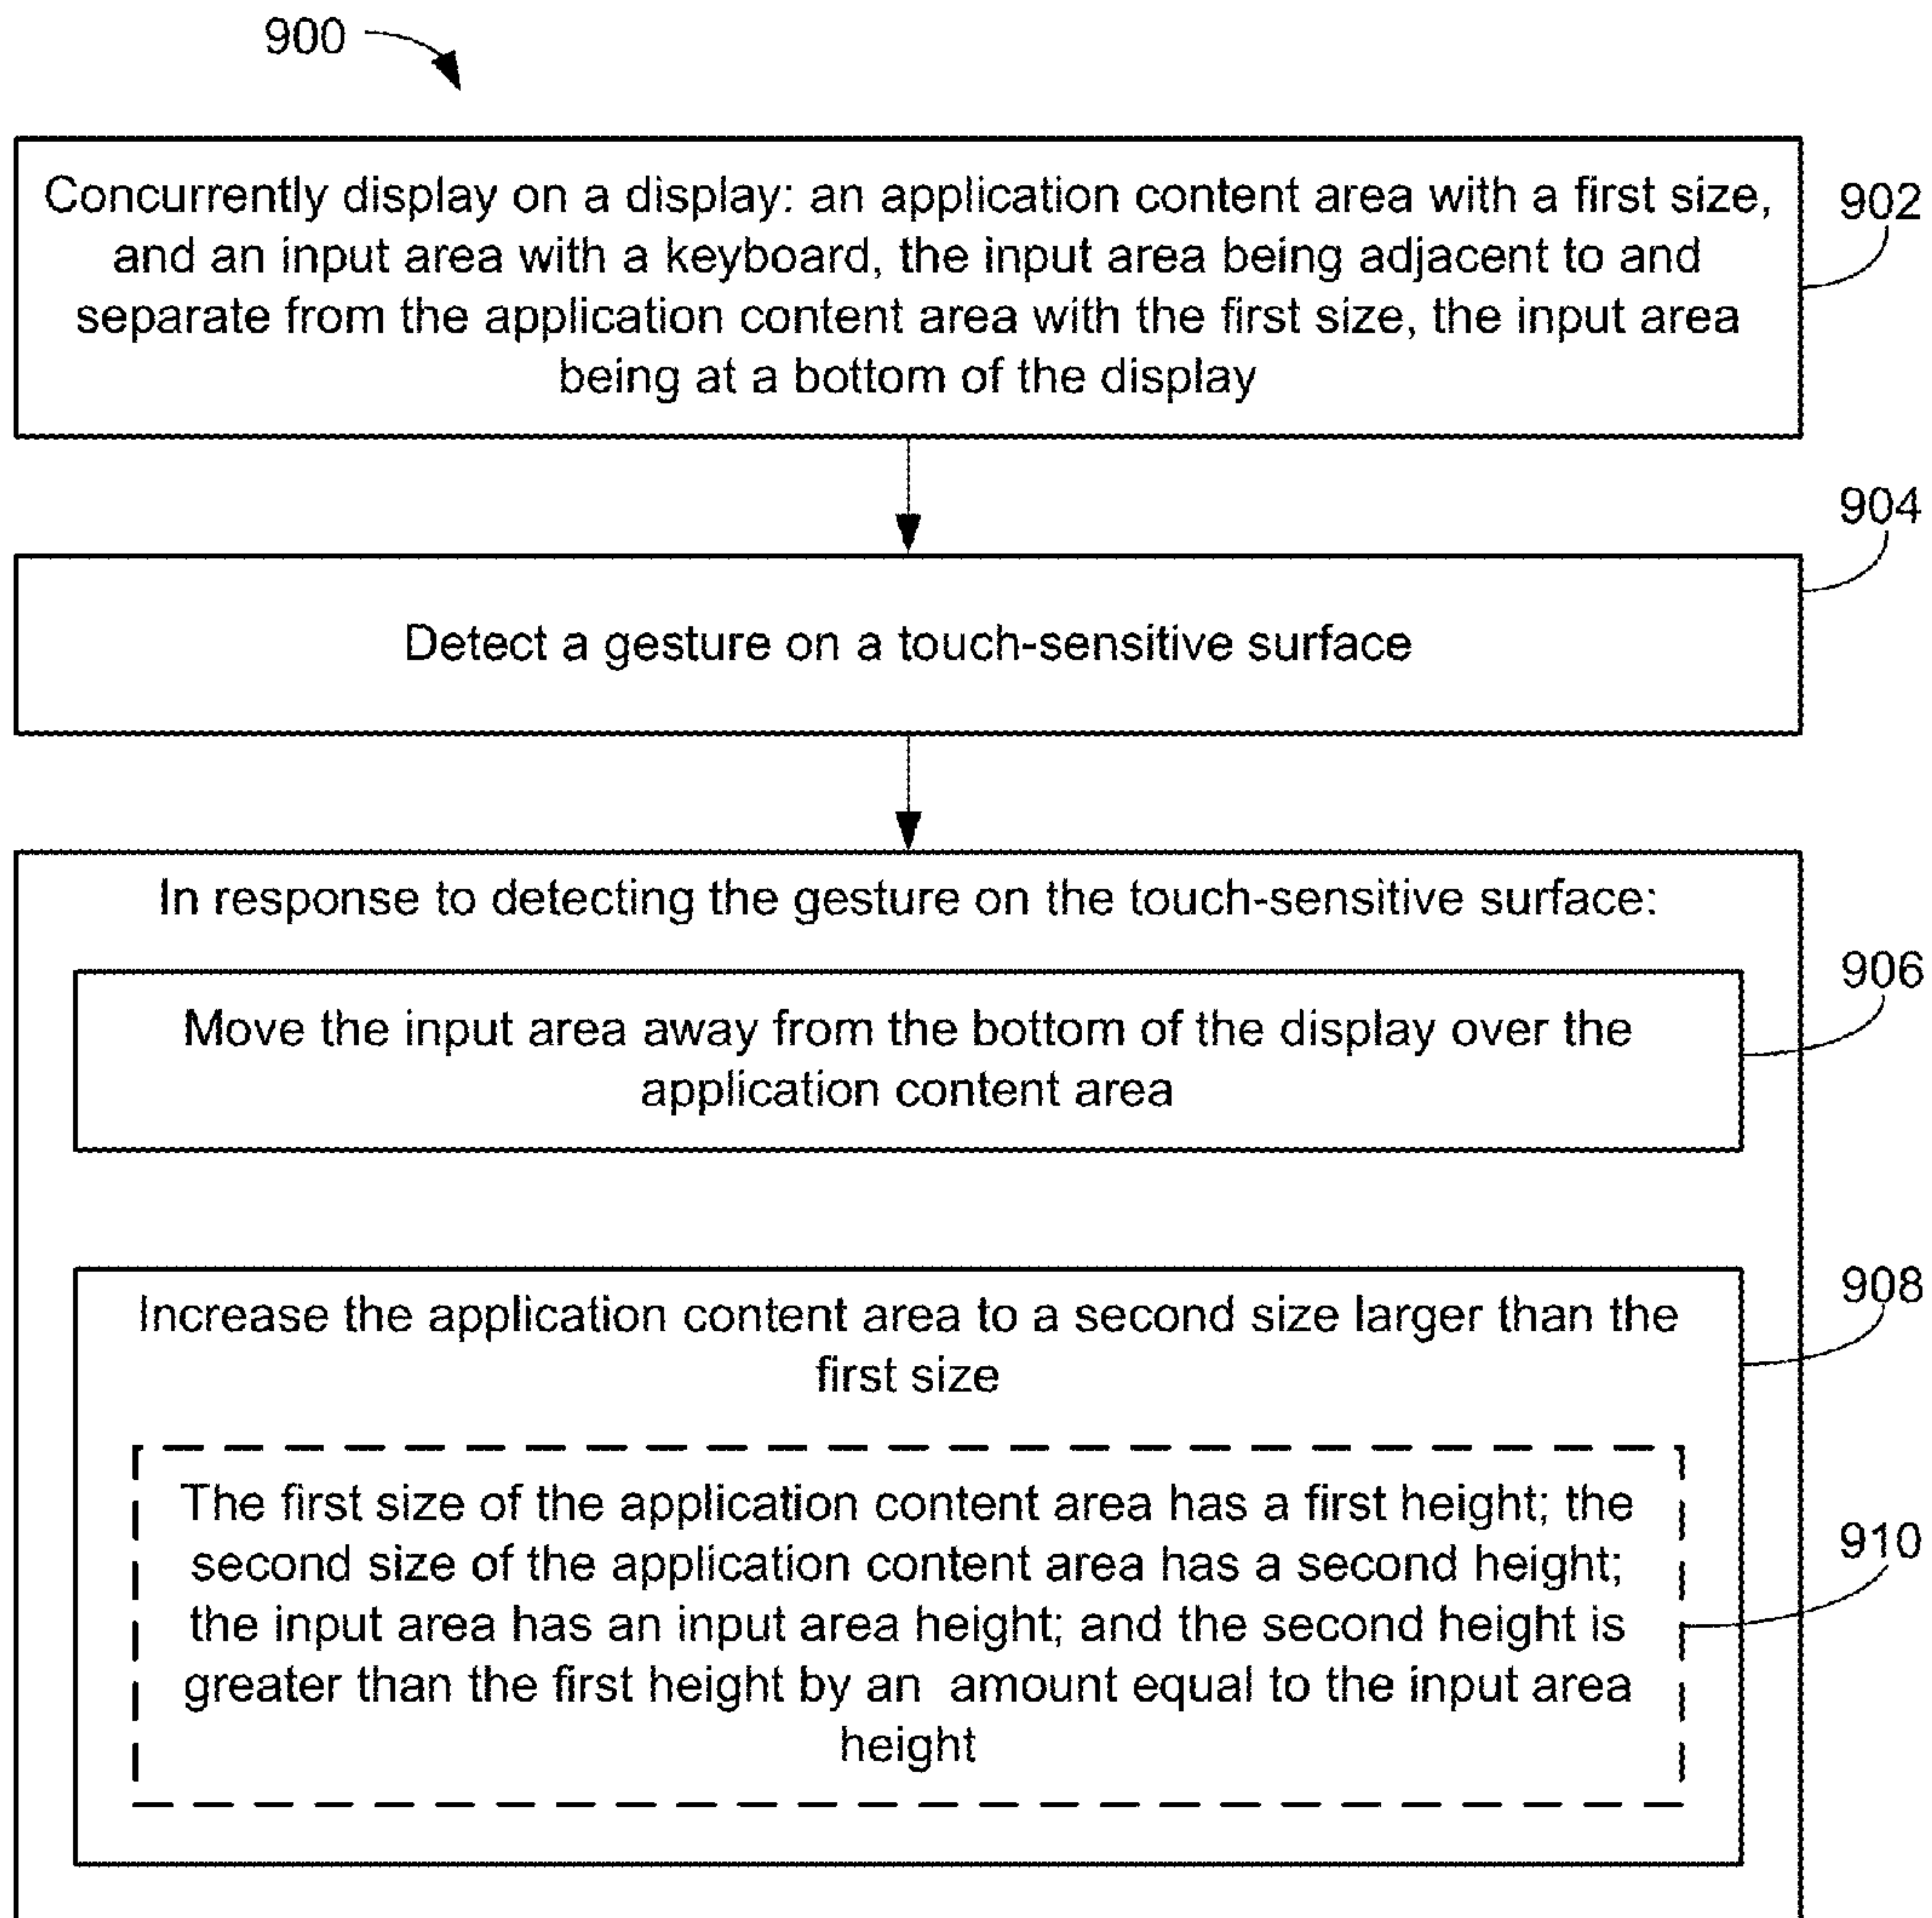 900
Concurrently display on a display: an application content area with a first size,
and an input area with a keyboard, the input area being adjacent to and
separate from the application content area with the first size, the input area
being at a bottom of the display
902
904
Detect a gesture on a touch-sensitive surface
In response to detecting the gesture on the touch-sensitive surface:
906
Move the input area away from the bottom of the display over the
application content area
908
Increase the application content area to a second size larger than the
first size
The first size of the application content area has a first height; the
second size of the application content area has a second height;
the input area has an input area height; and the second height is
greater than the first height by an  amount equal to the input area
height
910